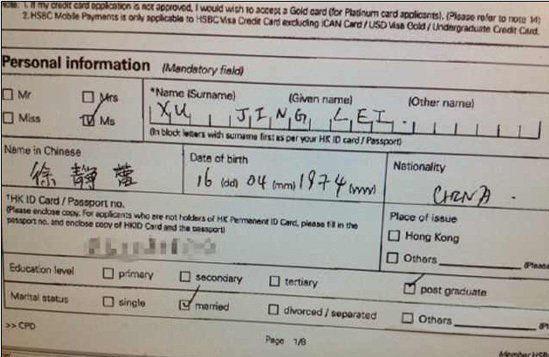 Note: 1. If my credit card application is not approved, I would wish to accept a Gold card (for Platinum card applicants). (Please refer to note 14)
2. HSBC Mobile Payments is only applicable to HSBC Visa Credit Card excluding iCAN Card / USD Visa Gold / Undergraduate Credit Card.
Personal information (Mandatory field)
Mr Mrs *Name (Surname) (Given name) (Other name)
Miss Ms XU JING LEI.
(In block letters with surname first as per your HK ID card / Passport)
Name in Chinese Date of birth Nationality
徐 靜 蕾 16 (dd) 04 (mm) 1974 (yyyy) CHINA.
*HK ID Card / Passport no. Place of issue
(Please enclose copy. For applicants who are not holders of HK Permanent ID Card, please fill in the
passport no. and enclose copy of HKID Card and the passport)
Hong Kong
Others (Please
Education level primary secondary tertiary post graduate
Marital status single married divorced / separated Others
>> CPD Page 1/8 Member HSB